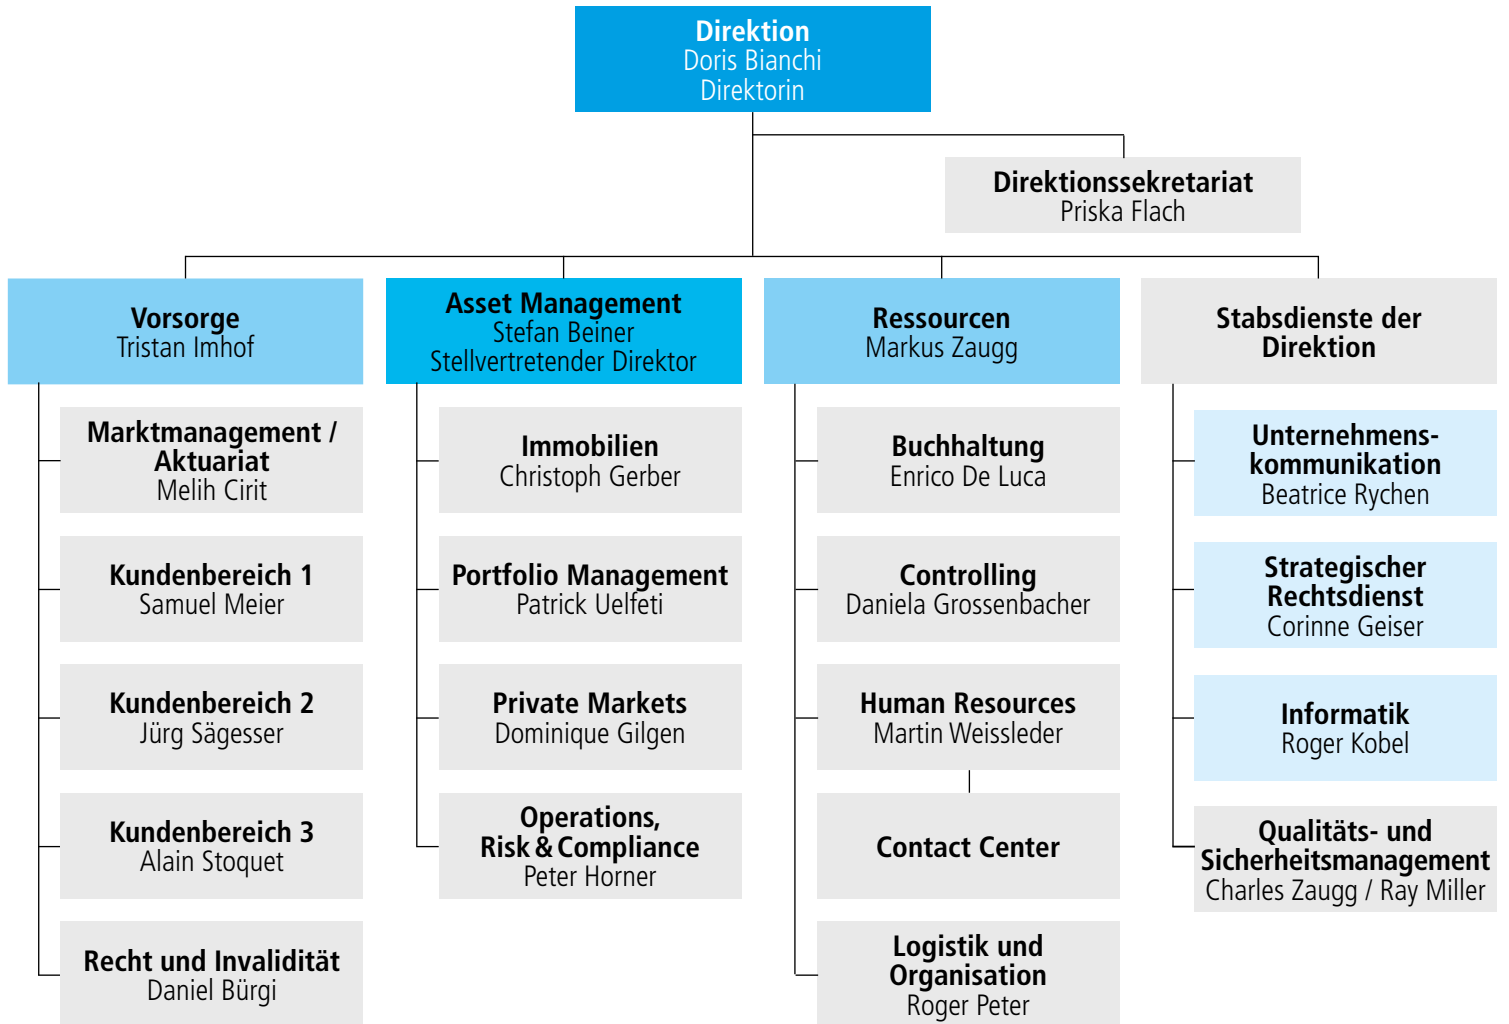 Direktion
Doris Bianchi
Direktorin
Direktionssekretariat
Priska Flach
Vorsorge
Tristan Imhof
Marktmanagement /
Aktuariat
Melih Cirit
Kundenbereich 1
Samuel Meier
Kundenbereich 2
Jürg Sägesser
Kundenbereich 3
Alain Stoquet
Recht und Invalidität
Daniel Bürgi
Asset Management
Stefan Beiner
Stellvertretender Direktor
Immobilien
Christoph Gerber
Portfolio Management
Patrick Uelfeti
Private Markets
Dominique Gilgen
Operations,
Risk & Compliance
Peter Horner
Ressourcen
Markus Zaugg
Buchhaltung
Enrico De Luca
Controlling
Daniela Grossenbacher
Human Resources
Martin Weissleder
Contact Center
Logistik und
Organisation
Roger Peter
Stabsdienste der
Direktion
Unternehmens-
kommunikation
Beatrice Rychen
Strategischer
Rechtsdienst
Corinne Geiser
Informatik
Roger Kobel
Qualitäts- und
Sicherheitsmanagement
Charles Zaugg / Ray Miller